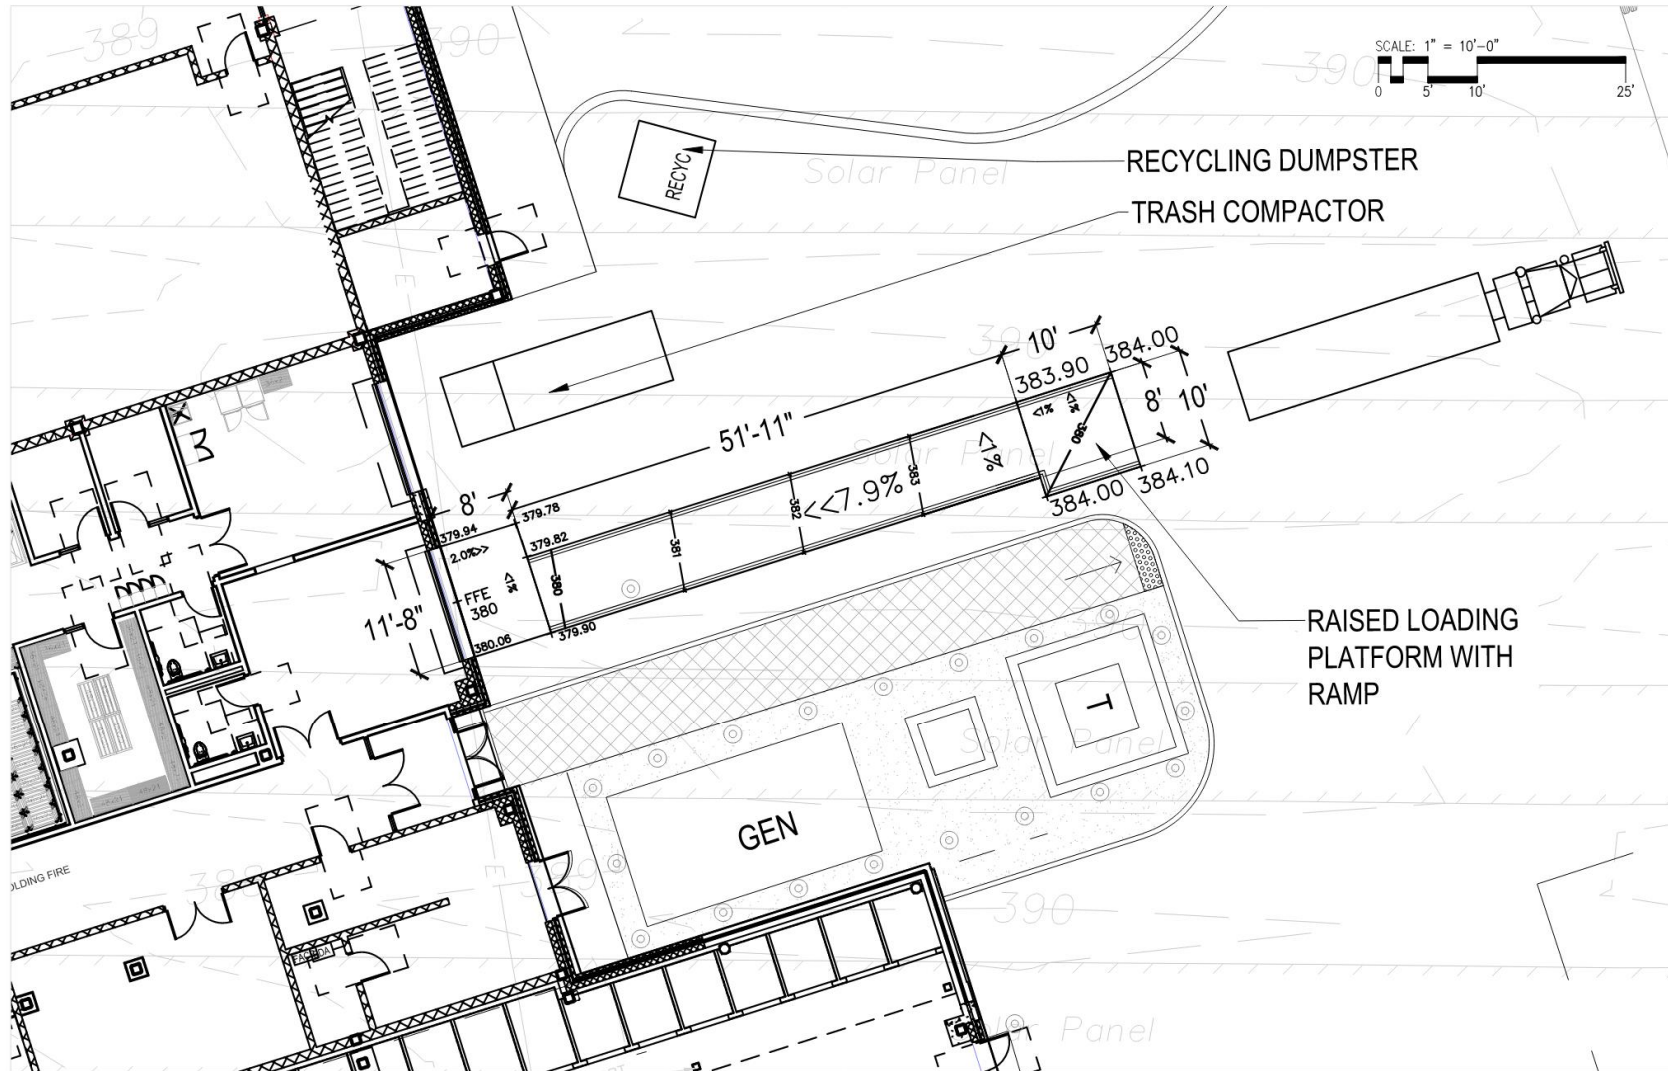 389
390
390
SCALE: 1" = 10'-0"
0 5' 10' 25'
RECYC
Solar Panel
RECYCLING DUMPSTER
TRASH COMPACTOR
E
390
10'
384.00
383.90
8' 10'
<1% <1%
380
51'-11"
Solar Panel
<1%
383
<<7.9%
382
384.00 384.10
8'
379.94
379.78
379.82
2.0%>>
<1%
381
380
FFE
380
11'-8"
380.06
379.90
RAISED LOADING
PLATFORM WITH
RAMP
T
Solar Panel
GEN
OLDING FIRE
E
390
Panel